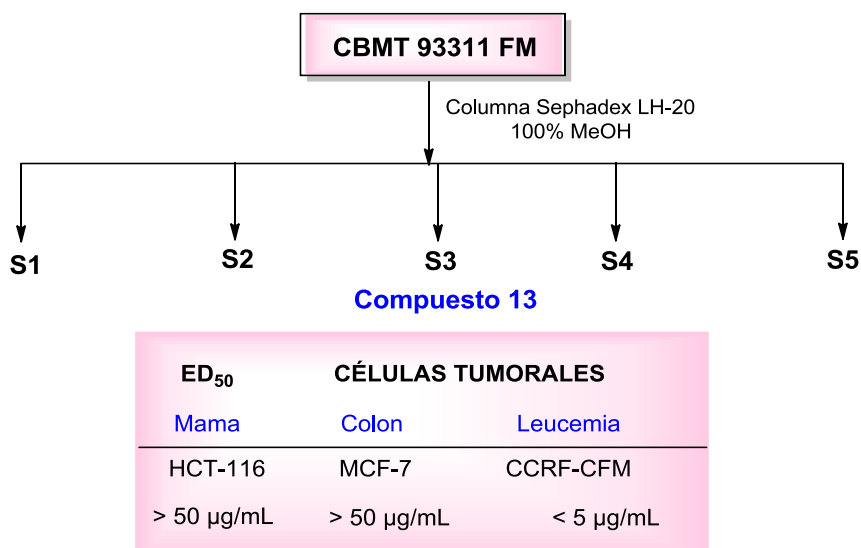 CBMT 93311 FM
Columna Sephadex LH-20
100% MeOH
S1 S2 S3 S4 S5
Compuesto 13
ED50 CÉLULAS TUMORALES
Mama Colon Leucemia
HCT-116 MCF-7 CCRF-CFM
> 50 µg/mL > 50 µg/mL < 5 µg/mL